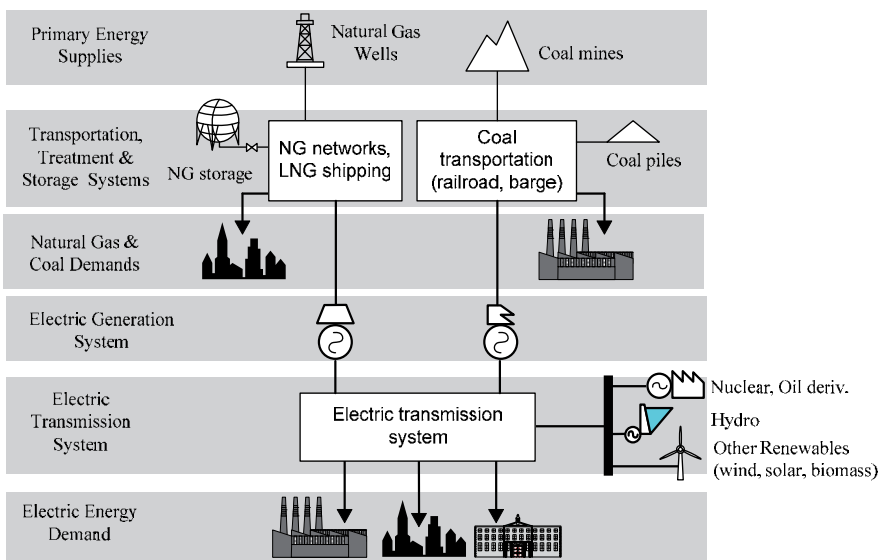 Primary Energy
Supplies
Natural Gas
Wells
Coal mines
Transportation,
Treatment &
Storage Systems
NG storage
NG networks,
LNG shipping
Coal
transportation
(railroad, barge)
Coal piles
Natural Gas &
Coal Demands
Electric Generation
System
Electric
Transmission
System
Electric transmission
system
Nuclear, Oil deriv.
Hydro
Other Renewables
(wind, solar, biomass)
Electric Energy
Demand